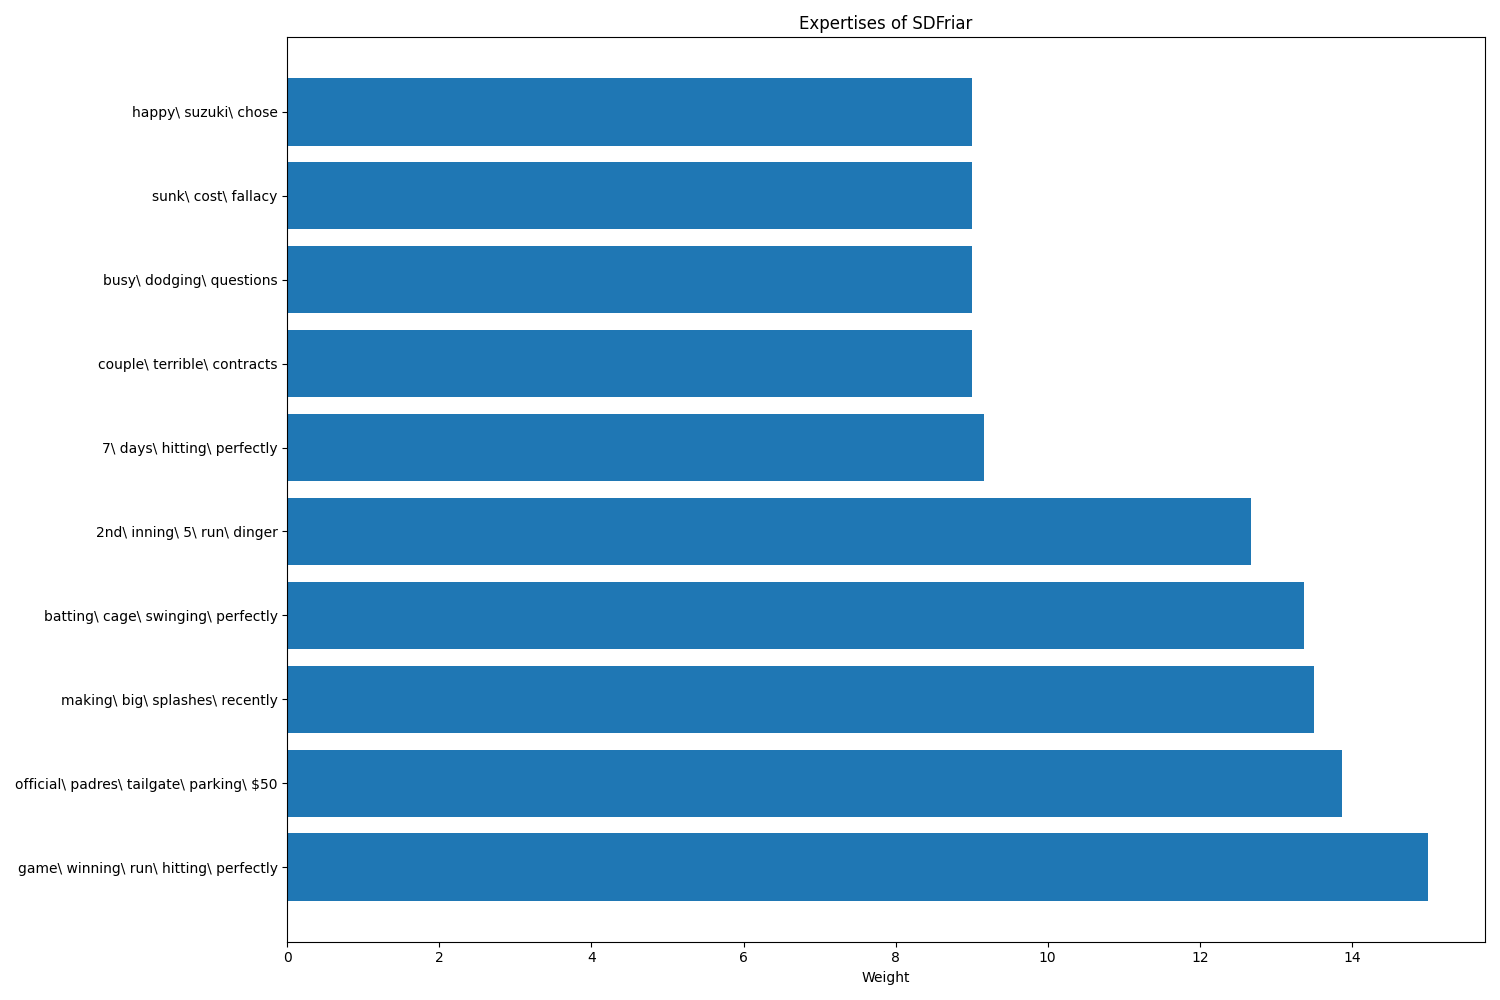 Expertises of SDFriar
happy\ suzuki\ chose
sunk\ cost\ fallacy
busy\ dodging\ questions
couple\ terrible\ contracts
7\ days\ hitting\ perfectly
2nd\ inning\ 5\ run\ dinger
batting\ cage\ swinging\ perfectly
making\ big\ splashes\ recently
official\ padres\ tailgate\ parking\ $50
game\ winning\ run\ hitting\ perfectly
0 2 4 6 8 10 12 14
Weight